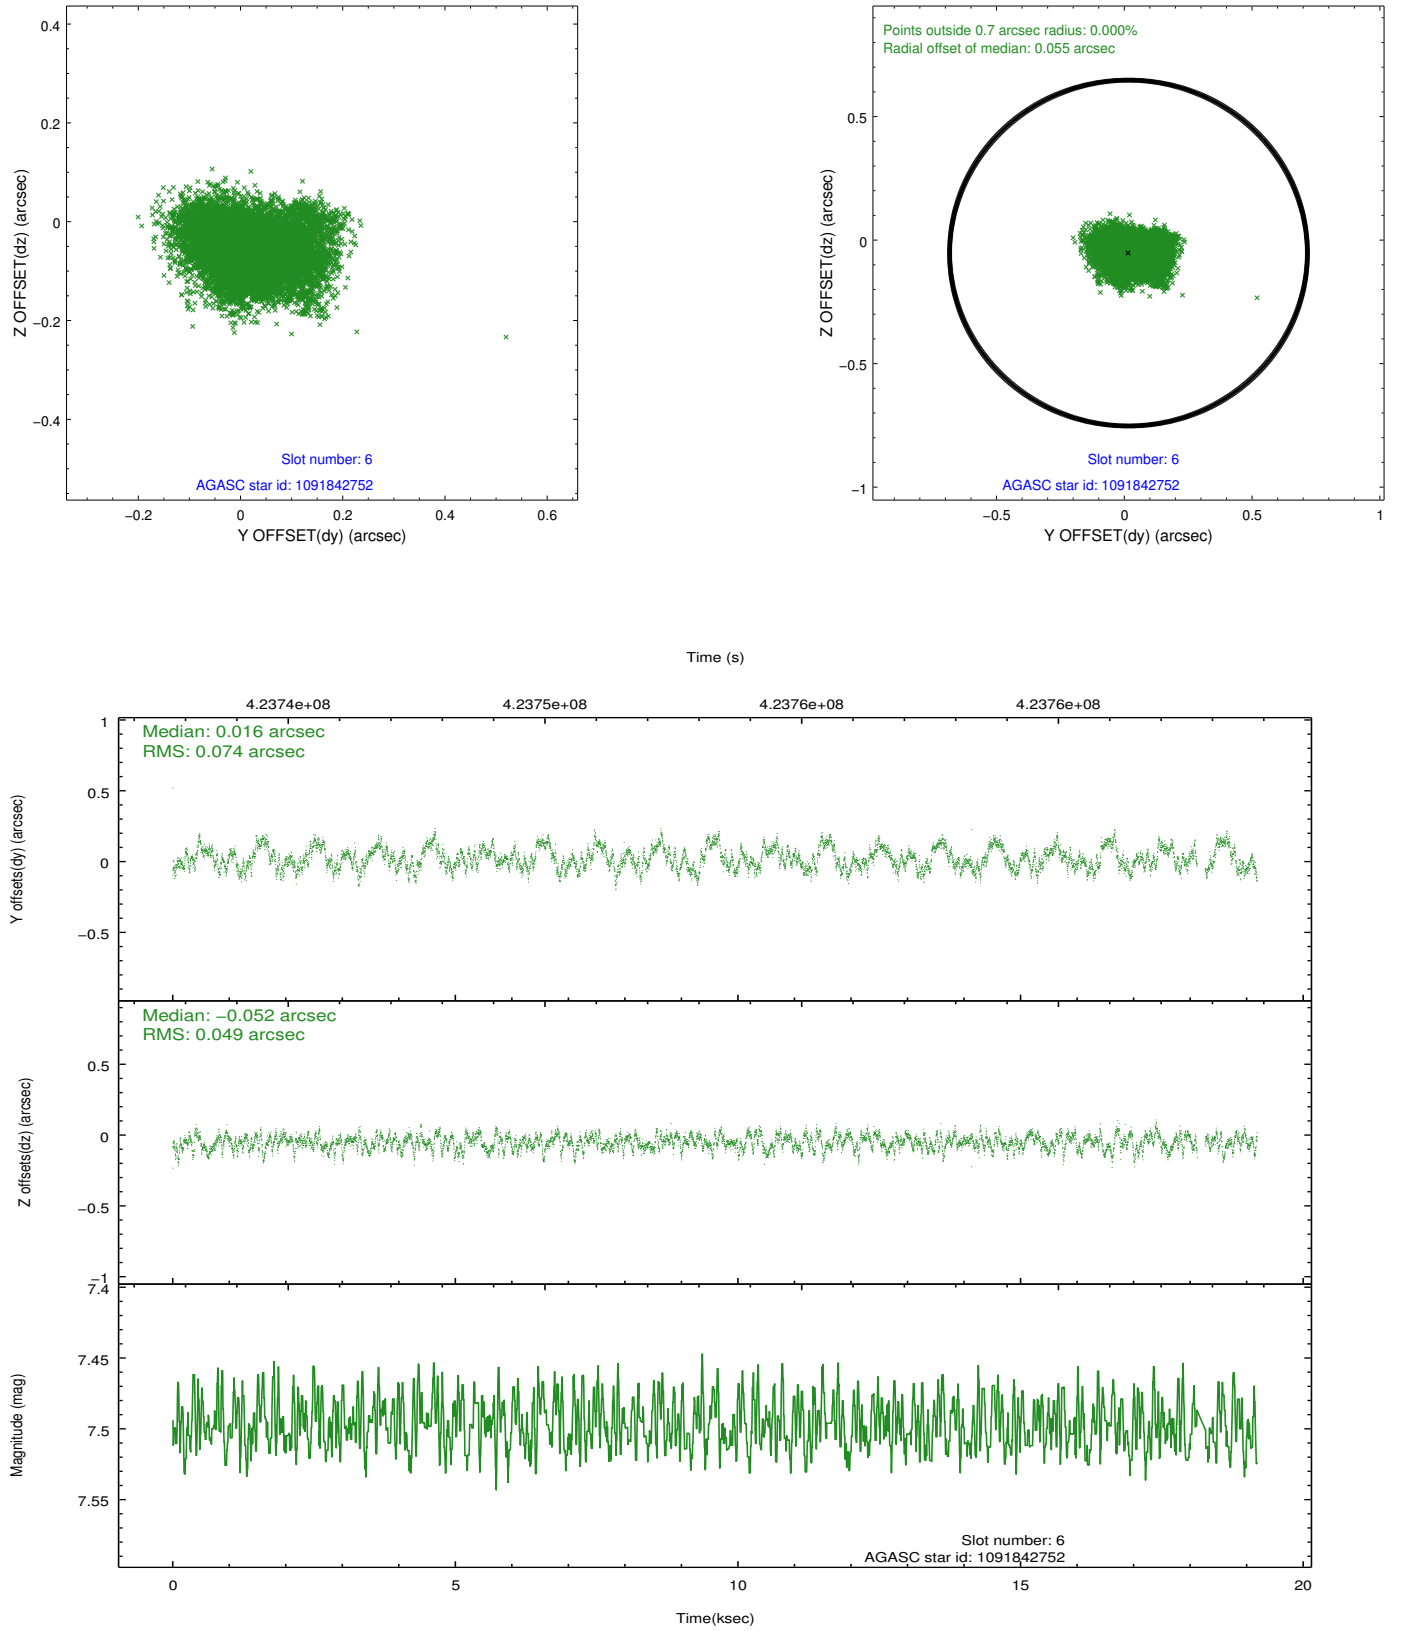 0.4
0.2
0
−0.2
−0.4
Z OFFSET(dz) (arcsec)
Slot number: 6
AGASC star id: 1091842752
−0.2
0
0.2
0.4
0.6
Y OFFSET(dy) (arcsec)
Points outside 0.7 arcsec radius: 0.000%
Radial offset of median: 0.055 arcsec
0.5
0
−0.5
−1
Z OFFSET(dz) (arcsec)
Slot number: 6
AGASC star id: 1091842752
−0.5
0
0.5
1
Y OFFSET(dy) (arcsec)
Time (s)
4.2374e+08
4.2375e+08
4.2376e+08
4.2376e+08
Median: 0.016 arcsec
RMS: 0.074 arcsec
1
0.5
0
−0.5
Y offsets(dy) (arcsec)
Median: −0.052 arcsec
RMS: 0.049 arcsec
0.5
0
−0.5
−1
Z offsets(dz) (arcsec)
7.4
7.45
7.5
7.55
Magnitude (mag)
Slot number: 6
AGASC star id: 1091842752
0
5
10
15
20
Time(ksec)